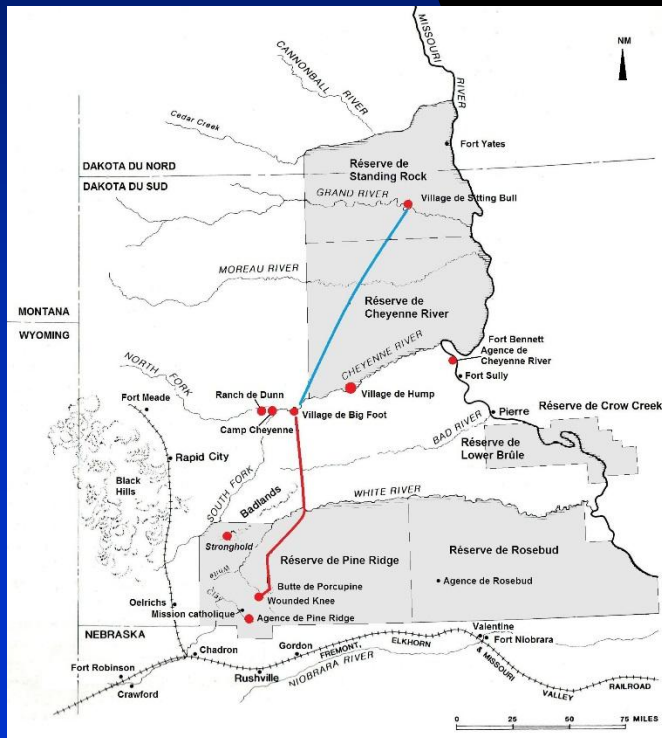 MISSOURI
RIVER
NM
CANNONBALL
RIVER
Cedar Creek
Fort Yates
DAKOTA DU NORD
DAKOTA DU SUD
Réserve de
Standing Rock
GRAND RIVER
Village de Sitting Bull
MOREAU RIVER
MONTANA
WYOMING
Réserve de
Cheyenne River
CHEYENNE RIVER
Fort Bennett
Agence de
Cheyenne River
Fort Sully
NORTH FORK
Village de Hump
Ranch de Dunn
Fort Meade
Camp Cheyenne
Village de Big Foot
Pierre
Réserve de Crow Creek
BAD RIVER
Réserve de
Lower Brûle
Rapid City
Black
Hills
SOUTH FORK
Badlands
WHITE RIVER
Stronghold
Réserve de Pine Ridge
Réserve de Rosebud
White
Clay
Butte de Porcupine
Wounded Knee
Agence de Rosebud
Oelrichs
Mission catholique
Agence de Pine Ridge
NEBRASKA
Valentine
Fort Niobrara
Chadron
Gordon
FREMONT, ELKHORN & MISSOURI VALLEY RAILROAD
Fort Robinson
Rushville
NIOBRARA RIVER
Crawford
0 25 50 75 MILES